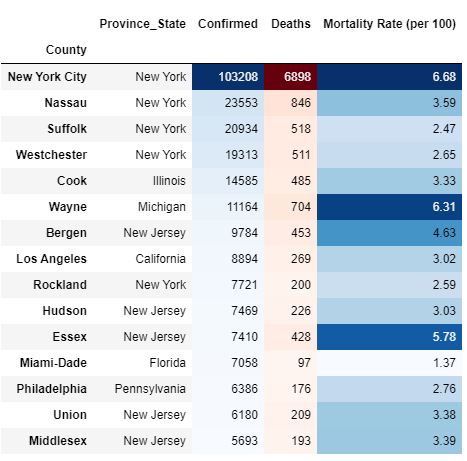 Province_State Confirmed Deaths Mortality Rate (per 100)
County
New York City New York 103208 6898 6.68
Nassau New York 23553 846 3.59
Suffolk New York 20934 518 2.47
Westchester New York 19313 511 2.65
Cook Illinois 14585 485 3.33
Wayne Michigan 11164 704 6.31
Bergen New Jersey 9784 453 4.63
Los Angeles California 8894 269 3.02
Rockland New York 7721 200 2.59
Hudson New Jersey 7469 226 3.03
Essex New Jersey 7410 428 5.78
Miami-Dade Florida 7058 97 1.37
Philadelphia Pennsylvania 6386 176 2.76
Union New Jersey 6180 209 3.38
Middlesex New Jersey 5693 193 3.39